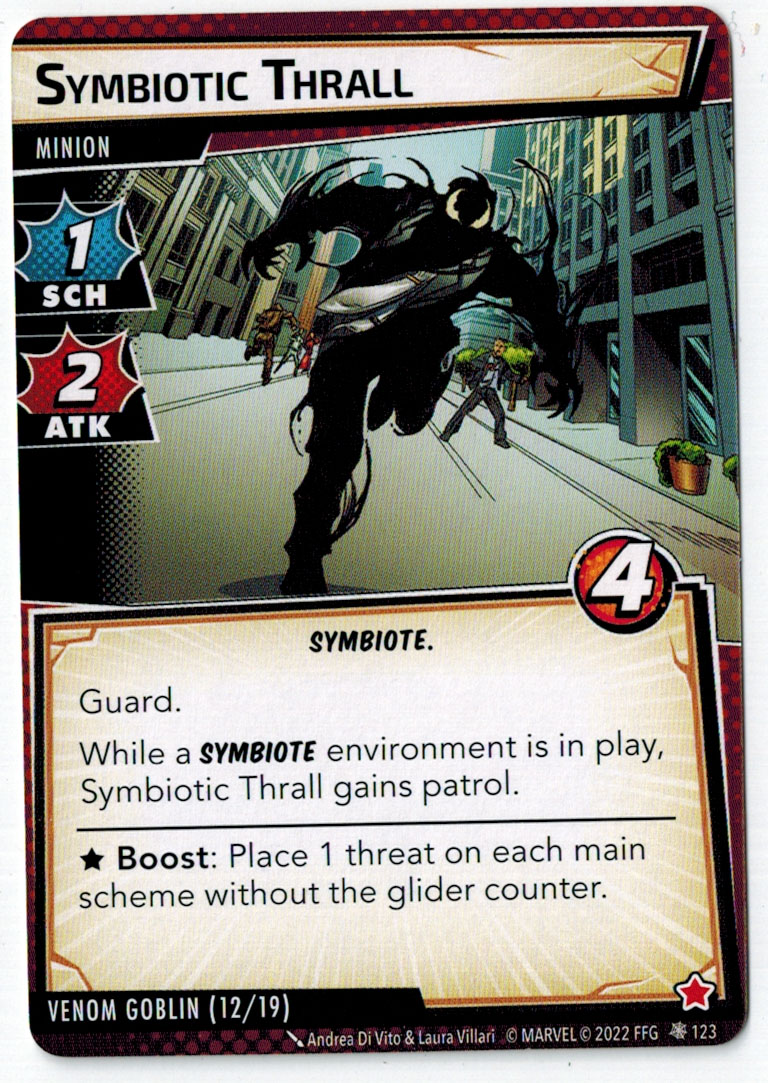 SYMBIOTIC THRALL
MINION
1
SCH
2
ATK
4
SYMBIOTE.
Guard.
While a SYMBIOTE environment is in play,
Symbiotic Thrall gains patrol.
★ Boost: Place 1 threat on each main
scheme without the glider counter.
VENOM GOBLIN (12/19)
Andrea Di Vito & Laura Villari © MARVEL © 2022 FFG 123